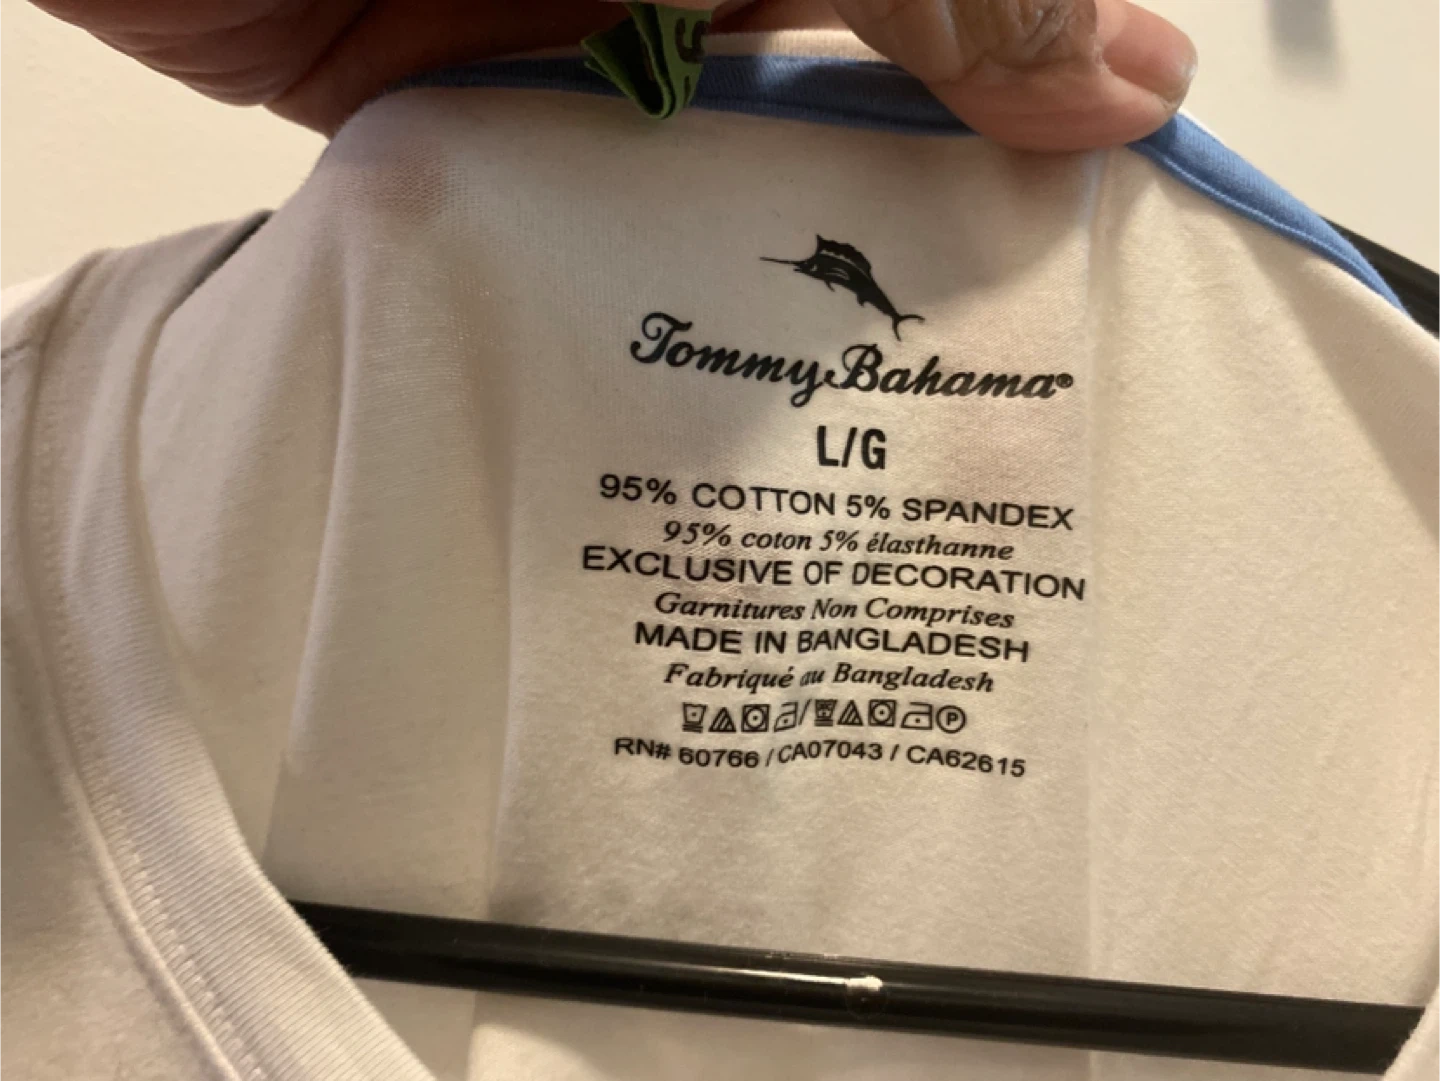 Tommy Bahama®
L/G
95% COTTON 5% SPANDEX
95% coton 5% élasthanne
EXCLUSIVE OF DECORATION
Garnitures Non Comprises
MADE IN BANGLADESH
Fabriqué au Bangladesh
P
RN# 60766 / CA07043 / CA62615